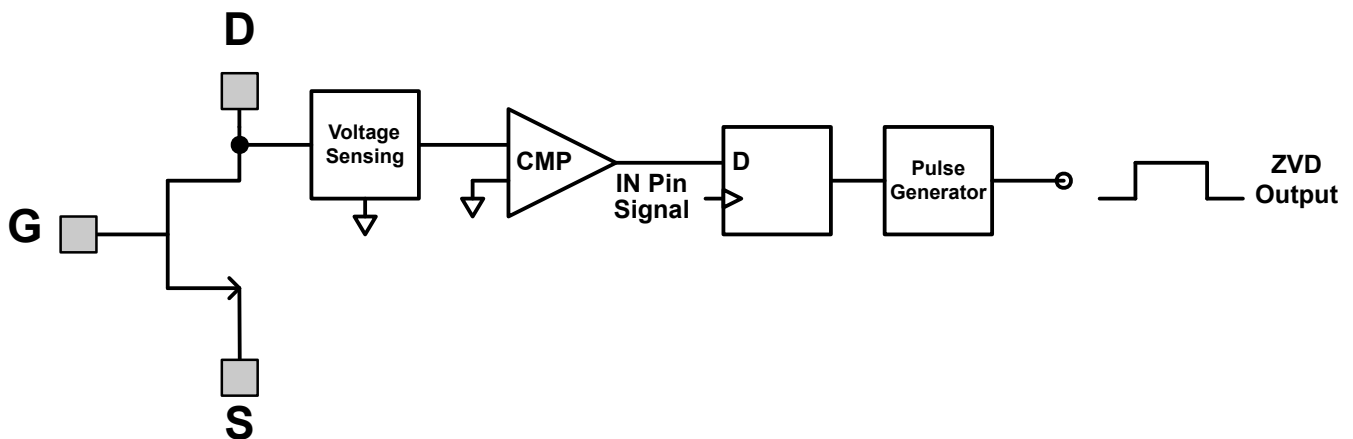 D
Voltage
Sensing
CMP
IN Pin
Signal
D
Pulse
Generator
ZVD
Output
G
S